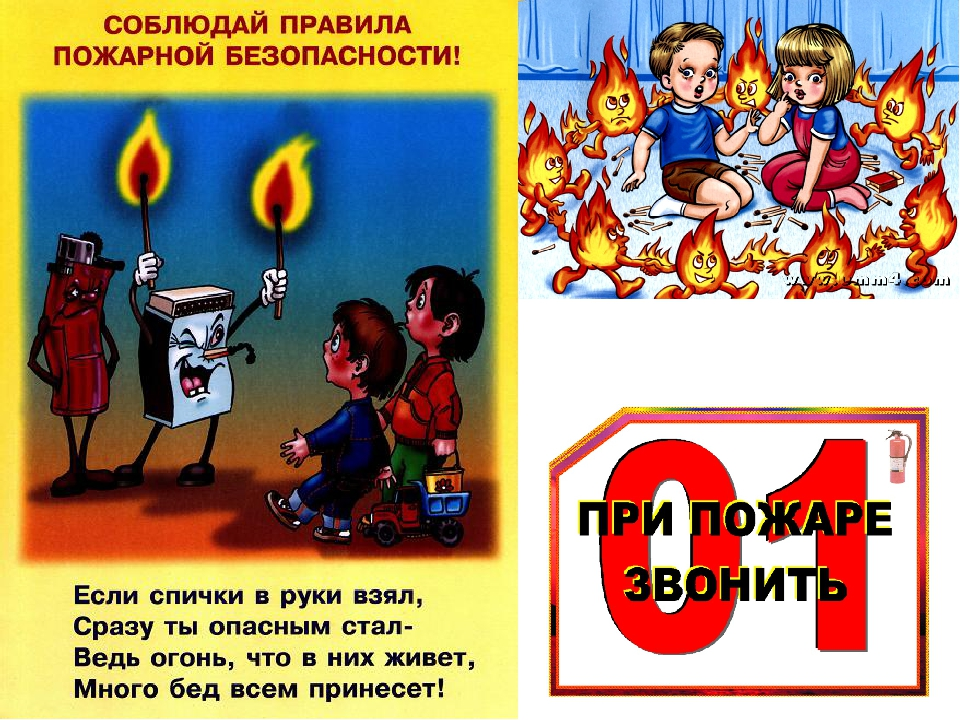 СОБЛЮДАЙ ПРАВИЛА
ПОЖАРНОЙ БЕЗОПАСНОСТИ!
Если спички в руки взял,
Сразу ты опасным стал-
Ведь огонь, что в них живет,
Много бед всем принесет!
01
ПРИ ПОЖАРЕ
ЗВОНИТЬ